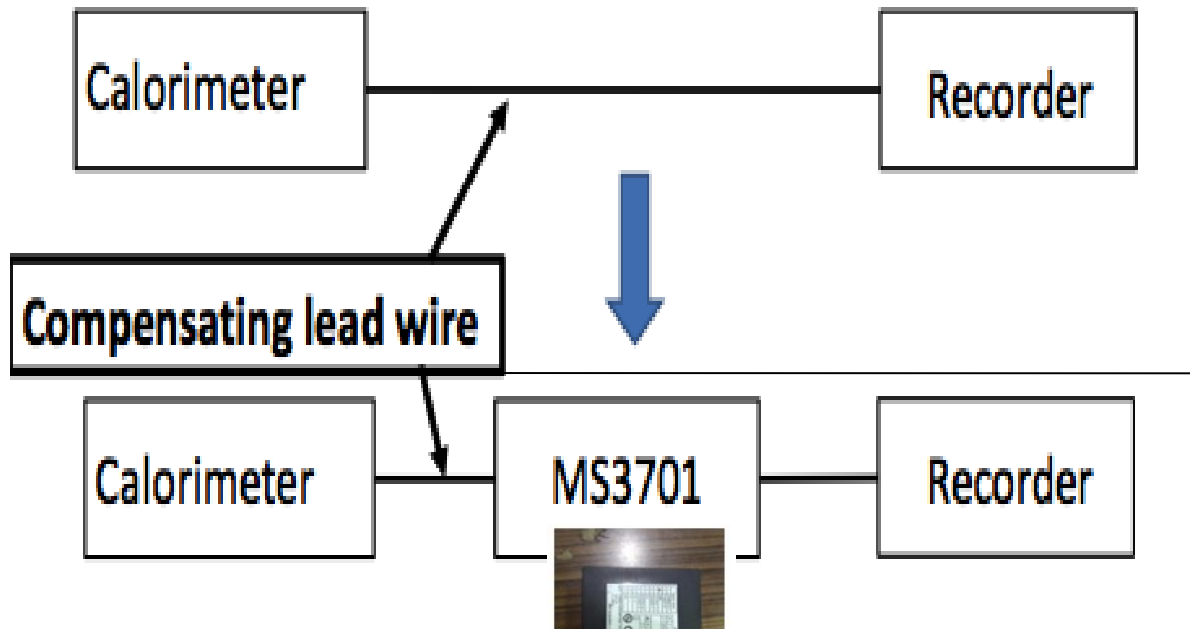 Calorimeter
Recorder
Compensating lead wire
Calorimeter
MS3701
Recorder